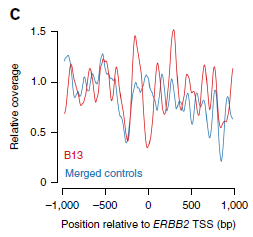 C
1.5
1.0
0.5
0
Relative coverage
B13
Merged controls
−1,000 −500 0 500 1,000
Position relative to ERBB2 TSS (bp)